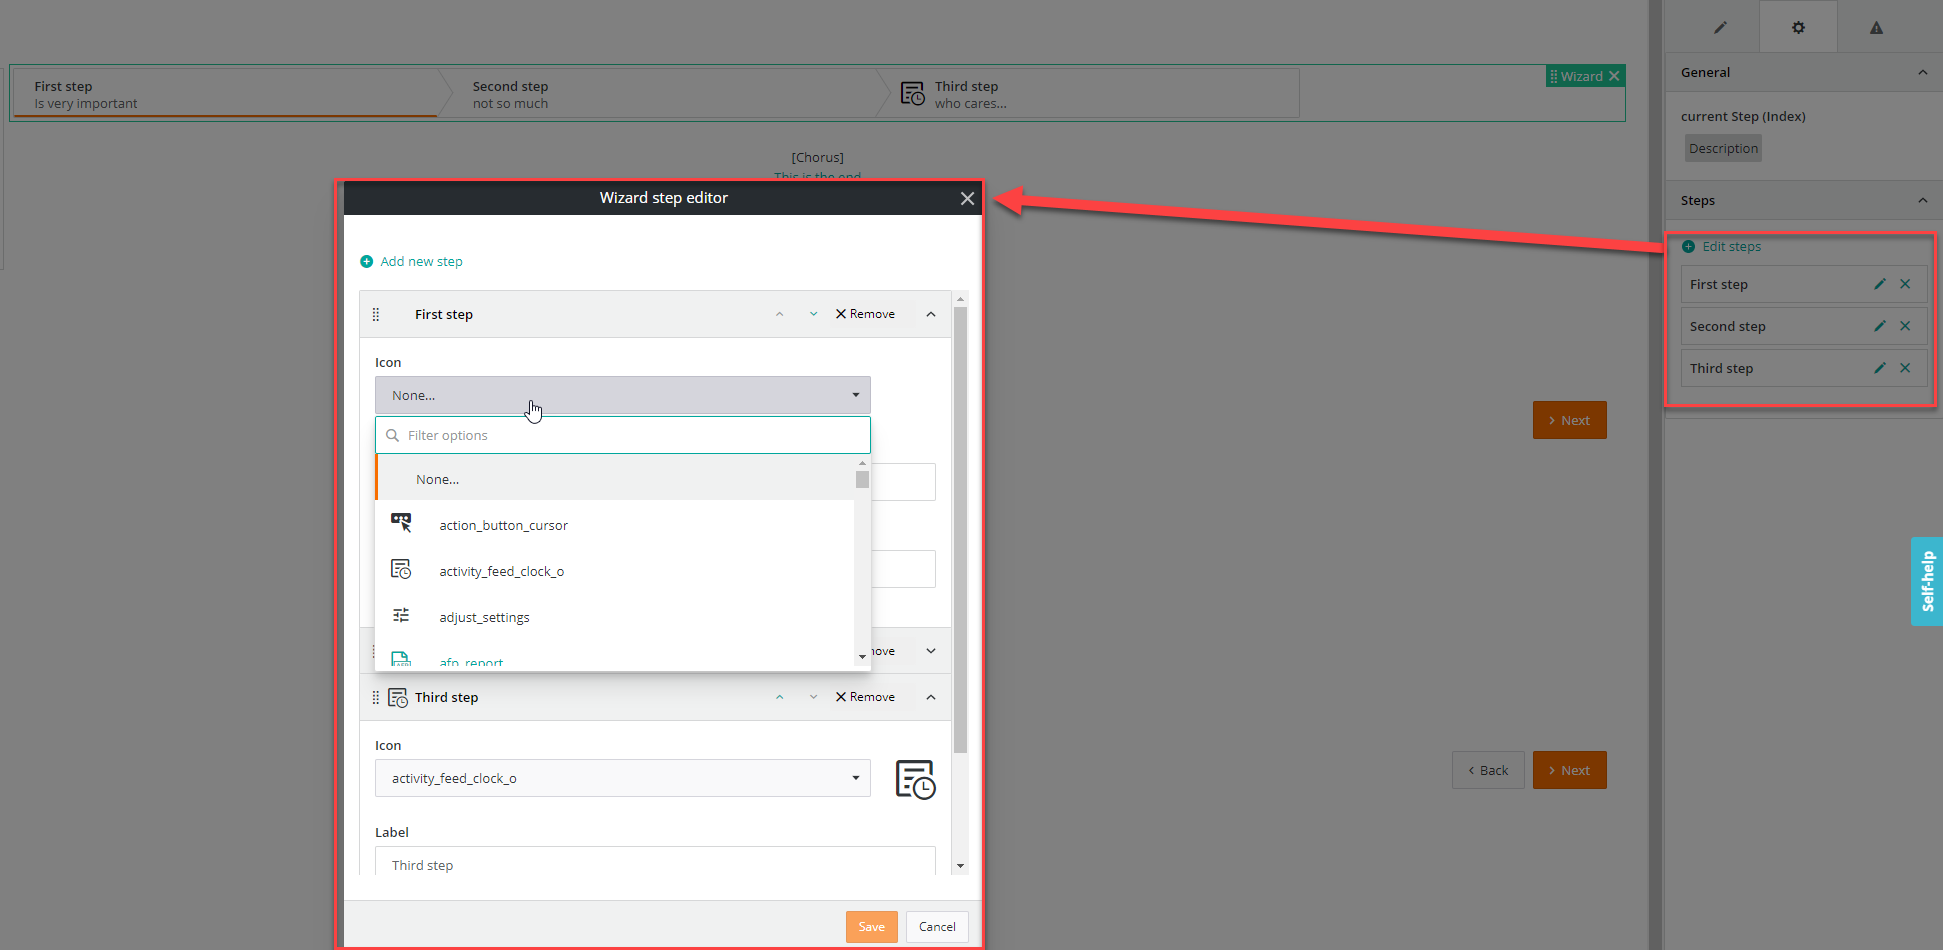 First step
Is very important
Second step
not so much
Third step
who cares...
Wizard
[Chorus]
This is the end
Wizard step editor
Add new step
First step
Remove
Icon
None...
Filter options
None...
action_button_cursor
activity_feed_clock_o
adjust_settings
afp_report
Third step
Remove
Icon
activity_feed_clock_o
Label
Third step
Save
Cancel
Next
Back
Next
General
current Step (Index)
Description
Steps
Edit steps
First step
Second step
Third step
Self-help